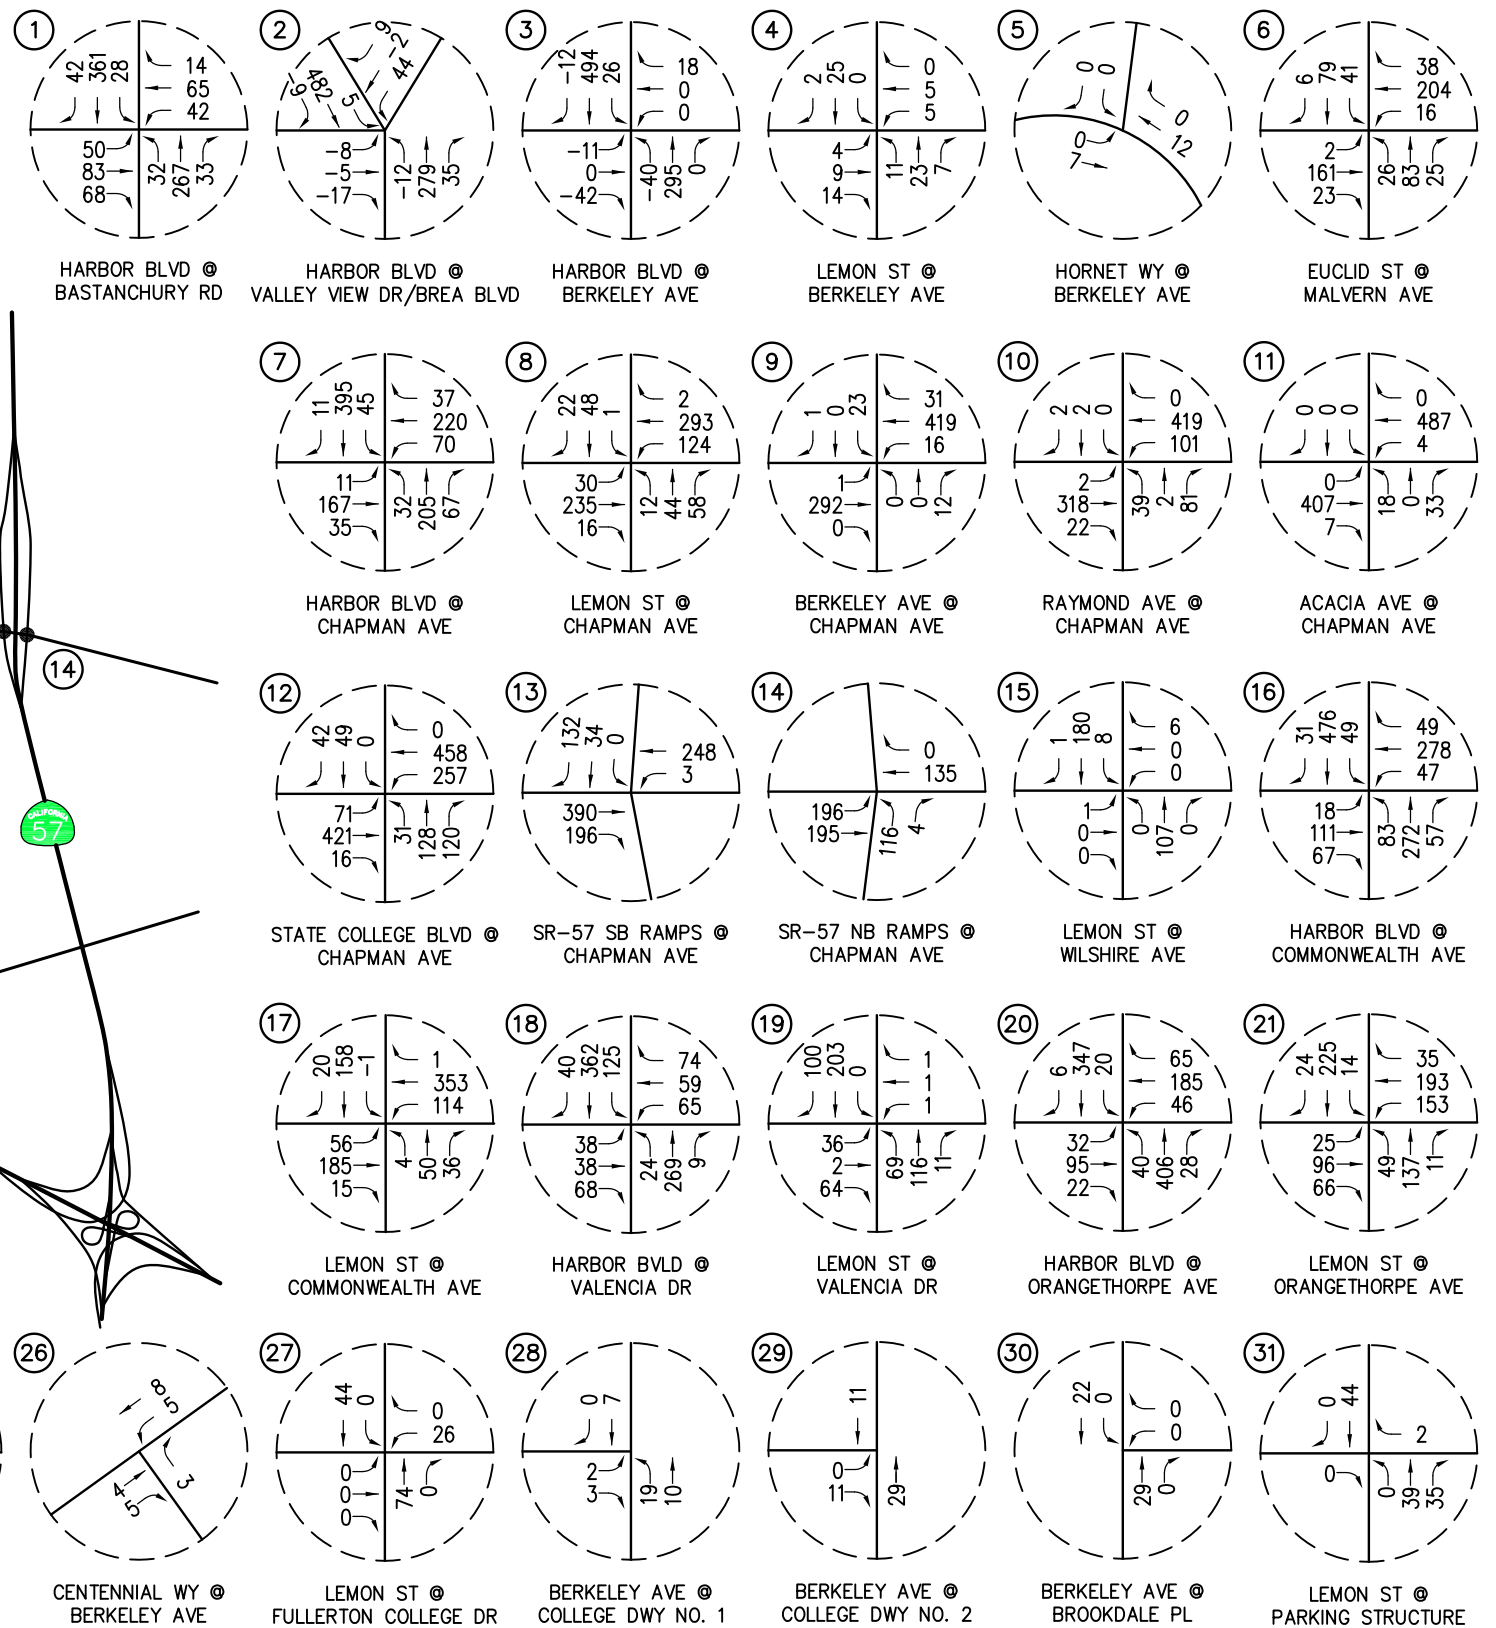 1
42 361 28
14
65
42
50
83
68
32 267 33
HARBOR BLVD @
BASTANCHURY RD
2
-9 482 5
9
-2
44
-8
-5
-17
-12 279 35
HARBOR BLVD @
VALLEY VIEW DR/BREA BLVD
3
-12 494 26
18
0
0
-11
0
-42
-40 295 0
HARBOR BLVD @
BERKELEY AVE
4
2 25 0
0
5
5
4
9
14
11 23 7
LEMON ST @
BERKELEY AVE
5
0 0
0
12
0
7
HORNET WY @
BERKELEY AVE
6
6 79 41
38
204
16
2
161
23
26 83 25
EUCLID ST @
MALVERN AVE
7
11 395 45
37
220
70
11
167
35
32 205 67
HARBOR BLVD @
CHAPMAN AVE
8
22 48 1
2
293
124
30
235
16
12 44 58
LEMON ST @
CHAPMAN AVE
9
1 0 23
31
419
16
1
292
0
0 0 12
BERKELEY AVE @
CHAPMAN AVE
10
2 2 0
0
419
101
2
318
22
39 2 81
RAYMOND AVE @
CHAPMAN AVE
11
0 0 0
0
487
4
0
407
7
18 0 33
ACACIA AVE @
CHAPMAN AVE
14
CALIFORNIA
57
12
42 49 0
0
458
257
71
421
16
31 128 120
STATE COLLEGE BLVD @
CHAPMAN AVE
13
132 34 0
248
3
390
196
SR-57 SB RAMPS @
CHAPMAN AVE
14
0
135
196
195
116 4
SR-57 NB RAMPS @
CHAPMAN AVE
15
1 180 8
6
0
0
1
0
0
0 107 0
LEMON ST @
WILSHIRE AVE
16
31 476 49
49
278
47
18
111
67
83 272 57
HARBOR BLVD @
COMMONWEALTH AVE
17
20 158 -1
1
353
114
56
185
15
4 50 36
LEMON ST @
COMMONWEALTH AVE
18
40 362 125
74
59
65
38
38
68
24 269 9
HARBOR BVLD @
VALENCIA DR
19
100 203 0
1
1
1
36
2
64
69 116 11
LEMON ST @
VALENCIA DR
20
6 347 20
65
185
46
32
95
22
40 406 28
HARBOR BLVD @
ORANGETHORPE AVE
21
24 225 14
35
193
153
25
96
66
49 137 11
LEMON ST @
ORANGETHORPE AVE
26
8
5
4
5
3
CENTENNIAL WY @
BERKELEY AVE
27
44 0
0
26
0
0
0
74 0
LEMON ST @
FULLERTON COLLEGE DR
28
0 7
2
3
19 10
BERKELEY AVE @
COLLEGE DWY NO. 1
29
11
0
11
29
BERKELEY AVE @
COLLEGE DWY NO. 2
30
22 0
0
0
29 0
BERKELEY AVE @
BROOKDALE PL
31
0 44
2
0
0 39 35
LEMON ST @
PARKING STRUCTURE